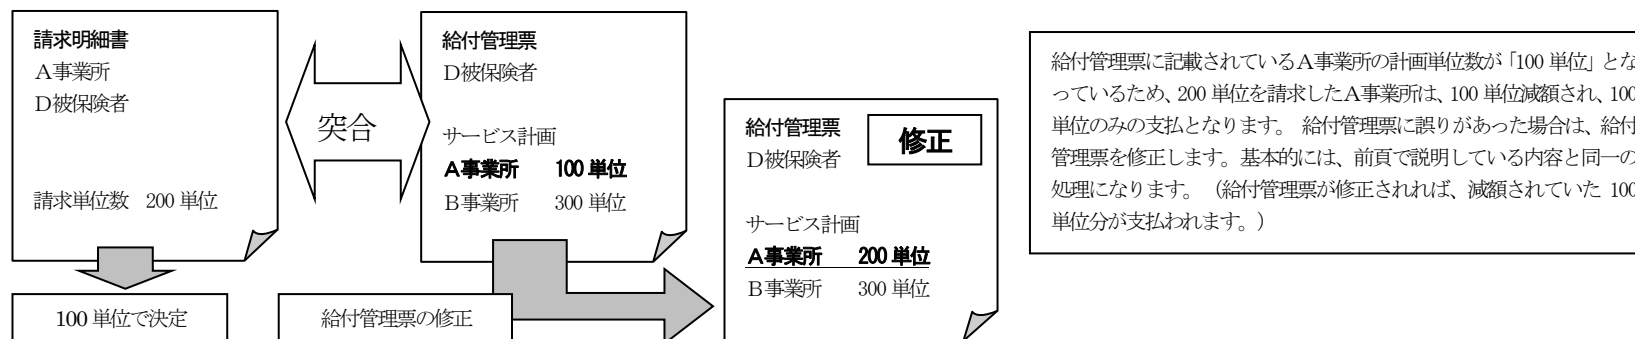 請求明細書
A事業所
D被保険者
請求単位数 200 単位
100 単位で決定
突合
給付管理票
D被保険者
サービス計画
A事業所 100 単位
B事業所 300 単位
給付管理票の修正
給付管理票
修正
D被保険者
サービス計画
A事業所 200 単位
B事業所 300 単位
給付管理票に記載されているA事業所の計画単位数が「100 単位」とな
っているため、200 単位を請求したA事業所は、100 単位減額され、100
単位のみの支払となります。 給付管理票に誤りがあった場合は、給付
管理票を修正します。基本的には、前頁で説明している内容と同一の
処理になります。 (給付管理票が修正されれば、減額されていた 100
単位分が支払われます。)